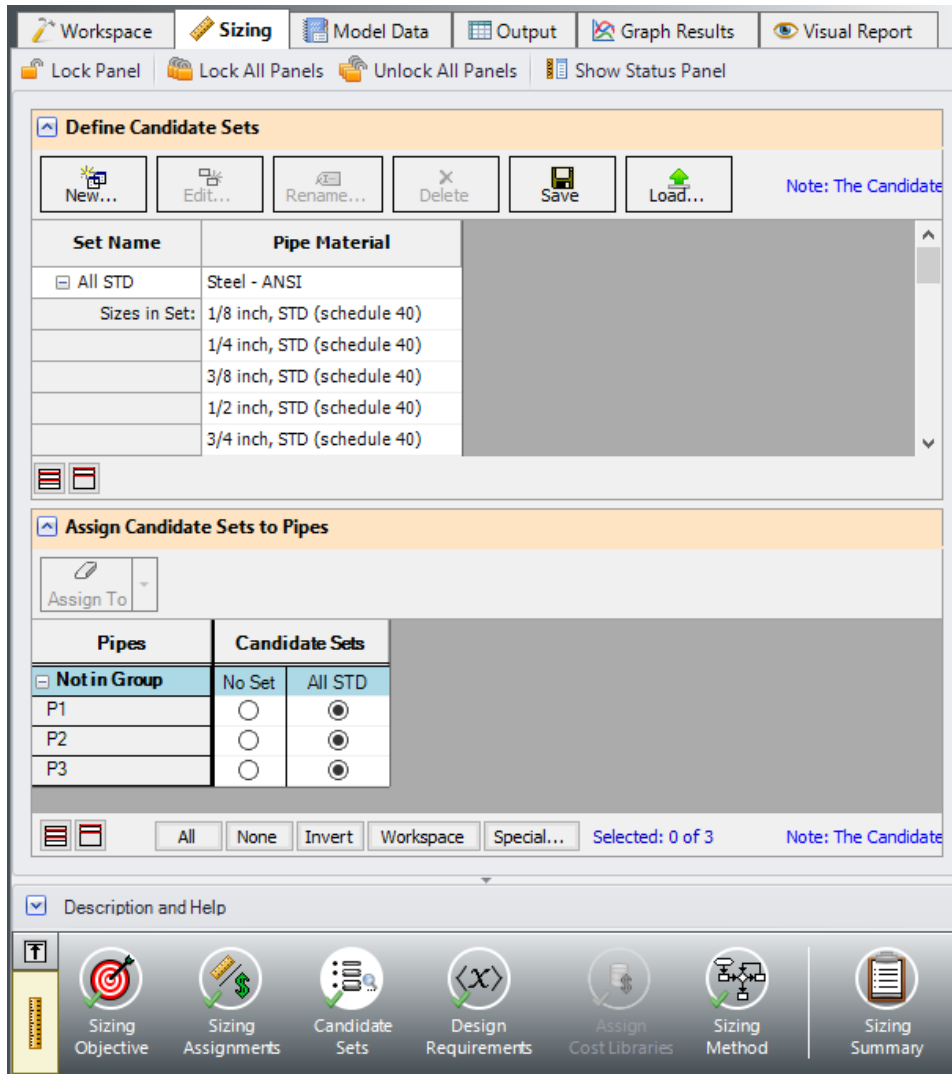 Workspace Sizing Model Data Output Graph Results Visual Report
Lock Panel Lock All Panels Unlock All Panels Show Status Panel
Define Candidate Sets
New... Edit... Rename... Delete Save Load... Note: The Candidate
Set Name Pipe Material
All STD Steel - ANSI
Sizes in Set: 1/8 inch, STD (schedule 40)
1/4 inch, STD (schedule 40)
3/8 inch, STD (schedule 40)
1/2 inch, STD (schedule 40)
3/4 inch, STD (schedule 40)
Assign Candidate Sets to Pipes
Assign To
Pipes Candidate Sets
Not in Group No Set All STD
P1
P2
P3
All None Invert Workspace Special... Selected: 0 of 3 Note: The Candidate
Description and Help
Sizing Objective
Sizing Assignments
Candidate Sets
Design Requirements
Assign Cost Libraries
Sizing Method
Sizing Summary